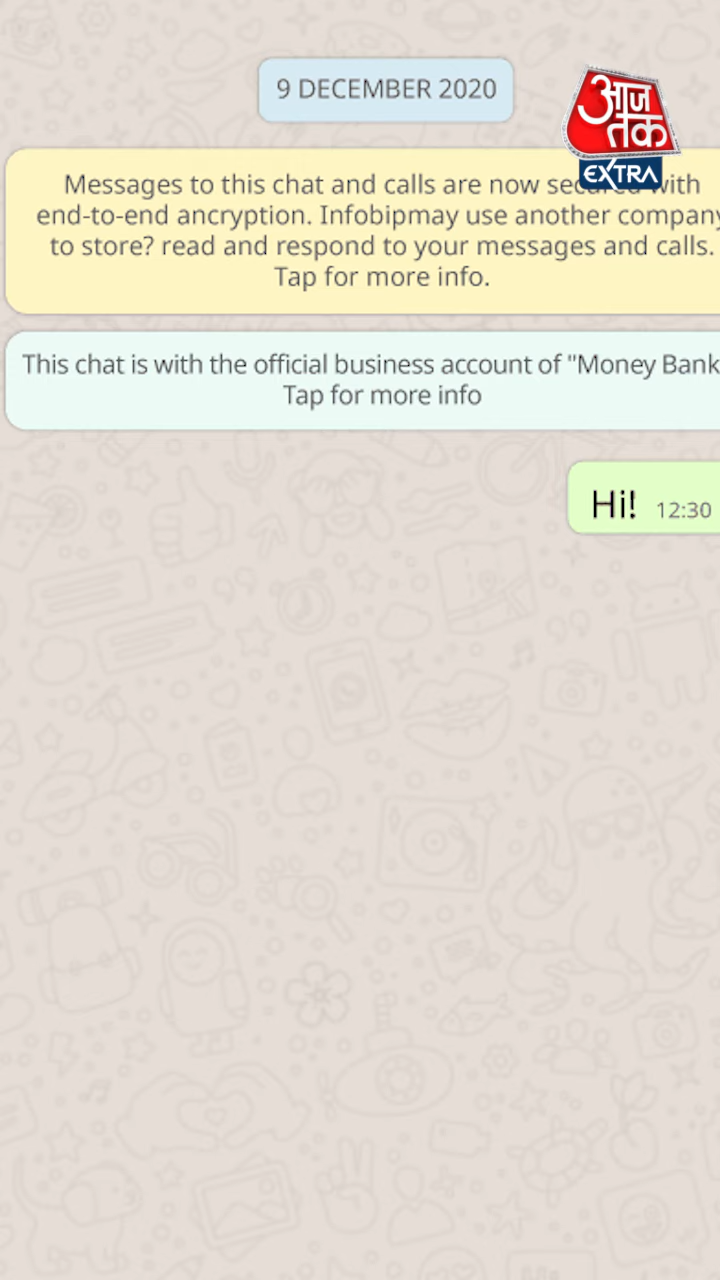 9 DECEMBER 2020
आज
तक
EXTRA
Messages to this chat and calls are now secured with
end-to-end ancryption. Infobipmay use another company
to store? read and respond to your messages and calls.
Tap for more info.
This chat is with the official business account of "Money Bank
Tap for more info
Hi! 12:30